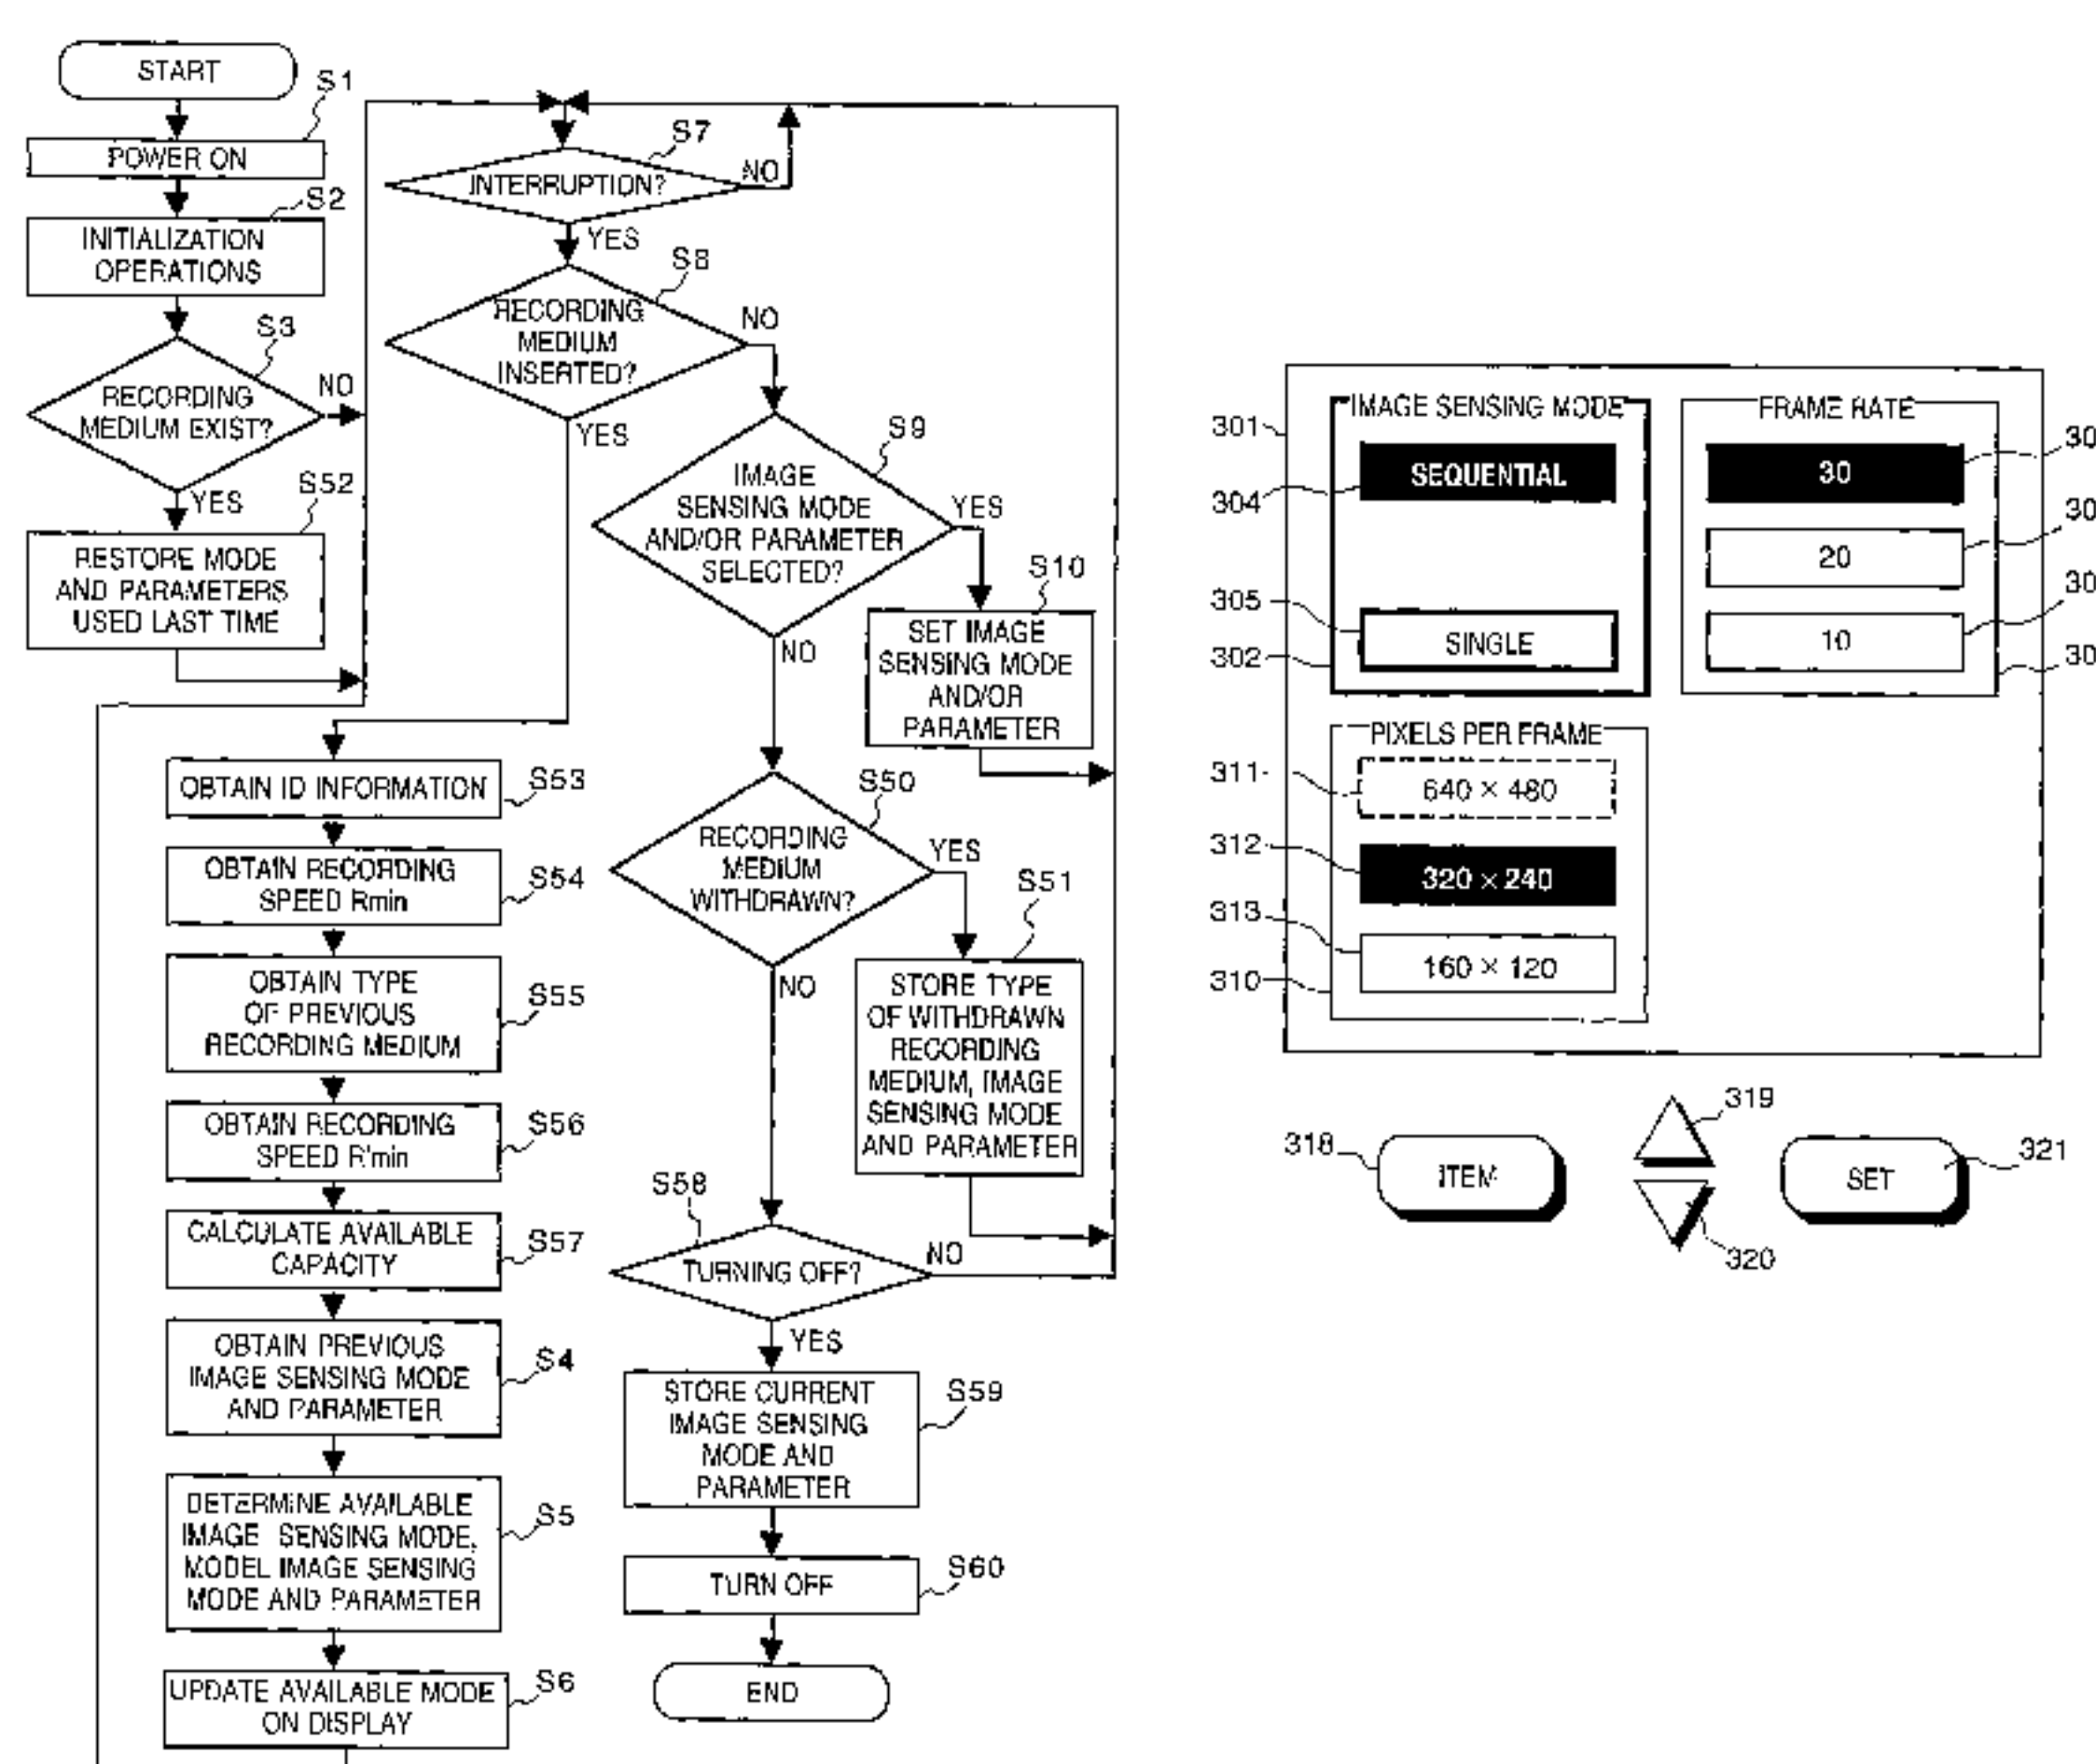 START
S1
POWER ON
S2
INITIALIZATION
OPERATIONS
S3
RECORDING
MEDIUM EXIST?
NO
YES
S52
RESTORE MODE
AND PARAMETERS
USED LAST TIME
S7
INTERRUPTION?
NO
YES
S8
RECORDING
MEDIUM
INSERTED?
NO
YES
S9
IMAGE
SENSING MODE
AND/OR PARAMETER
SELECTED?
YES
NO
S10
SET IMAGE
SENSING MODE
AND/OR
PARAMETER
S50
RECORDING
MEDIUM
WITHDRAWN?
YES
NO
S51
STORE TYPE
OF WITHDRAWN
RECORDING
MEDIUM, IMAGE
SENSING MODE
AND PARAMETER
S58
TURNING OFF?
NO
YES
STORE CURRENT
IMAGE SENSING
MODE AND
PARAMETER
S59
TURN OFF
S60
END
OBTAIN ID INFORMATION
S53
OBTAIN RECORDING
SPEED Rmin
S54
OBTAIN TYPE
OF PREVIOUS
RECORDING MEDIUM
S55
OBTAIN RECORDING
SPEED R'min
S56
CALCULATE AVAILABLE
CAPACITY
S57
OBTAIN PREVIOUS
IMAGE SENSING MODE
AND PARAMETER
S4
DETERMINE AVAILABLE
IMAGE SENSING MODE,
MODEL IMAGE SENSING
MODE AND PARAMETER
S5
UPDATE AVAILABLE MODE
ON DISPLAY
S6
IMAGE SENSING MODE
301
SEQUENTIAL
304
305
SINGLE
302
FRAME RATE
30
30
20
30
10
30
30
PIXELS PER FRAME
311
640 × 480
312
320 × 240
313
160 × 120
310
318
ITEM
319
320
SET
321